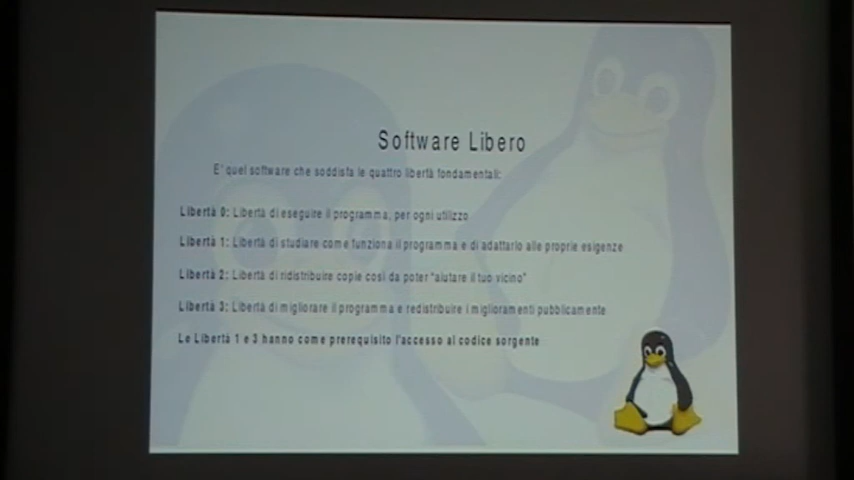 Software Libero
E' quel software che soddisfa le quattro libertà fondamentali:
Libertà 0: Libertà di eseguire il programma, per ogni utilizzo
Libertà 1: Libertà di studiare come funziona il programma e di adattarlo alle proprie esigenze
Libertà 2: Libertà di ridistribuire copie così da poter "aiutare il tuo vicino"
Libertà 3: Libertà di migliorare il programma e redistribuire i miglioramenti pubblicamente
Le Libertà 1 e 3 hanno come prerequisito l'accesso al codice sorgente